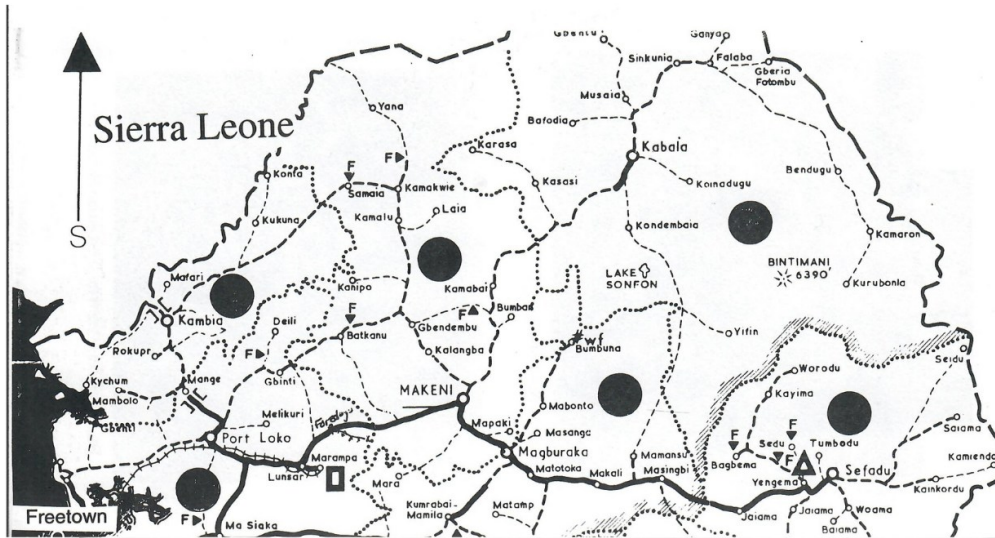 Gbentu
Ganya
Sinkunia
Falaba
Gberia
Fotombu
Musaia
Yana
Bafodia
Sierra Leone
Karasa
Kabala
F
Konta
F
Samaia
Kamakwie
Kasasi
Koinadugu
Bendugu
Laia
Kukuna
Kamalu
Kondembaia
Kamaron
S
BINTIMANI
6390'
LAKE
SONFON
Mafari
Kanipo
Kamabai
Kurubonla
Kambia
Deili
F
Batkanu
F
Bumban
Gbendembu
Yifin
wf
Bumbuna
Rokupr
F
Kalangba
Seidu
Gbinti
Worodu
Kychum
Mange
MAKENI
Kayima
Mambolo
Mabonto
Gbinti
Melikuri
Mapaki
Masanga
Saiama
Port Loko
F
F
Sedu
Tumbodu
Marampa
Magburaka
Mamansu
F
Bagbema
Kamiendo
Lunsar
Mara
Matotoka
Makali
Masingbi
Yengema
Sefadu
Kainkordu
Freetown
F
Kumrabai-
Mamila
Matamp
Jaiama
Jaiama
Woama
Ma Siaka
Baiama